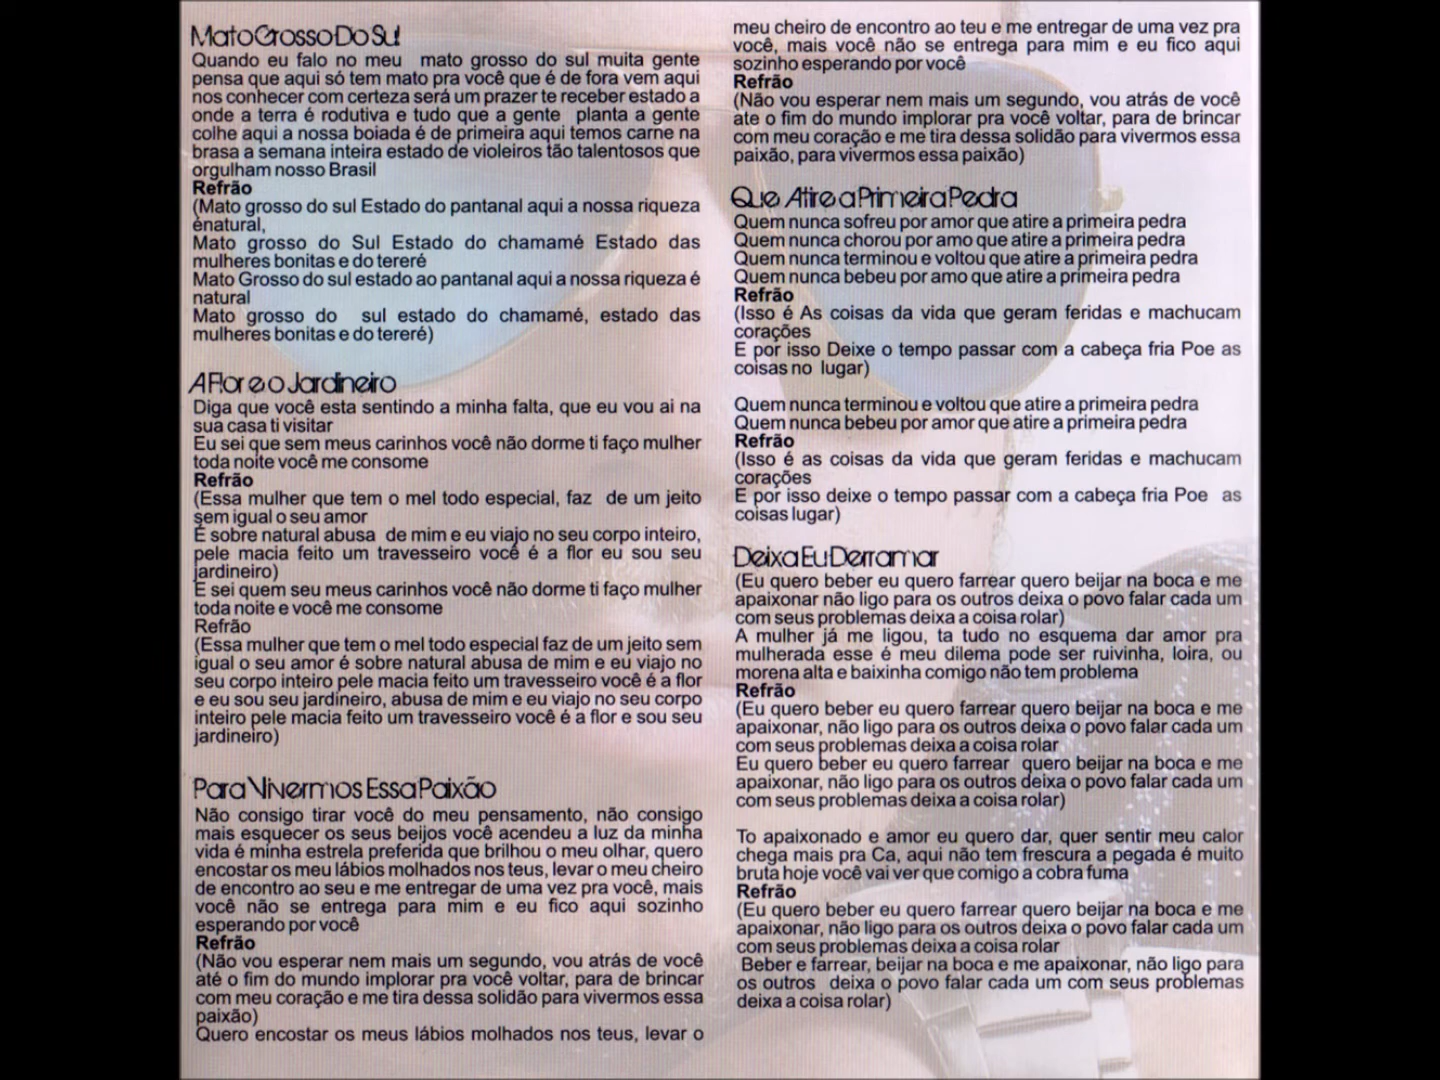 Mato Grosso Do Sul
Quando eu falo no meu mato grosso do sul muita gente
pensa que aqui só tem mato pra você que é de fora vem aqui
nos conhecer com certeza será um prazer te receber estado a
onde a terra é rodutiva e tudo que a gente planta a gente
colhe aqui a nossa boiada é de primeira aqui temos carne na
brasa a semana inteira estado de violeiros tão talentosos que
orgulham nosso Brasil
Refrão
(Mato grosso do sul Estado do pantanal aqui a nossa riqueza
énatural,
Mato grosso do Sul Estado do chamamé Estado das
mulheres bonitas e do tereré
Mato Grosso do sul estado ao pantanal aqui a nossa riqueza é
natural
Mato grosso do sul estado do chamamé, estado das
mulheres bonitas e do tereré)
A Flor e o Jardineiro
Diga que você esta sentindo a minha falta, que eu vou ai na
sua casa ti visitar
Eu sei que sem meus carinhos você não dorme ti faço mulher
toda noite você me consome
Refrão
(Essa mulher que tem o mel todo especial, faz de um jeito
sem igual o seu amor
É sobre natural abusa de mim e eu viajo no seu corpo inteiro,
pele macia feito um travesseiro você é a flor eu sou seu
jardineiro)
E sei quem seu meus carinhos você não dorme ti faço mulher
toda noite e você me consome
Refrão
(Essa mulher que tem o mel todo especial faz de um jeito sem
igual o seu amor é sobre natural abusa de mim e eu viajo no
seu corpo inteiro pele macia feito um travesseiro você é a flor
e eu sou seu jardineiro, abusa de mim e eu viajo no seu corpo
inteiro pele macia feito um travesseiro você é a flor e sou seu
jardineiro)
Para Vivermos Essa Paixão
Não consigo tirar você do meu pensamento, não consigo
mais esquecer os seus beijos você acendeu a luz da minha
vida é minha estrela preferida que brilhou o meu olhar, quero
encostar os meu lábios molhados nos teus, levar o meu cheiro
de encontro ao seu e me entregar de uma vez pra você, mais
você não se entrega para mim e eu fico aqui sozinho
esperando por você
Refrão
(Não vou esperar nem mais um segundo, vou atrás de você
até o fim do mundo implorar pra você voltar, para de brincar
com meu coração e me tira dessa solidão para vivermos essa
paixão)
Quero encostar os meus lábios molhados nos teus, levar o
meu cheiro de encontro ao teu e me entregar de uma vez pra
você, mais você não se entrega para mim e eu fico aqui
sozinho esperando por você
Refrão
(Não vou esperar nem mais um segundo, vou atrás de você
ate o fim do mundo implorar pra você voltar, para de brincar
com meu coração e me tira dessa solidão para vivermos essa
paixão, para vivermos essa paixão)
Que Atire a Primeira Pedra
Quem nunca sofreu por amor que atire a primeira pedra
Quem nunca chorou por amo que atire a primeira pedra
Quem nunca terminou e voltou que atire a primeira pedra
Quem nunca bebeu por amo que atire a primeira pedra
Refrão
(Isso é As coisas da vida que geram feridas e machucam
corações
E por isso Deixe o tempo passar com a cabeça fria Poe as
coisas no lugar)
Quem nunca terminou e voltou que atire a primeira pedra
Quem nunca bebeu por amor que atire a primeira pedra
Refrão
(Isso é as coisas da vida que geram feridas e machucam
corações
E por isso deixe o tempo passar com a cabeça fria Poe as
coisas lugar)
Deixa Eu Derramar
(Eu quero beber eu quero farrear quero beijar na boca e me
apaixonar não ligo para os outros deixa o povo falar cada um
com seus problemas deixa a coisa rolar)
A mulher já me ligou, ta tudo no esquema dar amor pra
mulherada esse é meu dilema pode ser ruivinha, loira, ou
morena alta e baixinha comigo não tem problema
Refrão
(Eu quero beber eu quero farrear quero beijar na boca e me
apaixonar, não ligo para os outros deixa o povo falar cada um
com seus problemas deixa a coisa rolar
Eu quero beber eu quero farrear quero beijar na boca e me
apaixonar, não ligo para os outros deixa o povo falar cada um
com seus problemas deixa a coisa rolar)
To apaixonado e amor eu quero dar, quer sentir meu calor
chega mais pra Ca, aqui não tem frescura a pegada é muito
bruta hoje você vai ver que comigo a cobra fuma
Refrão
(Eu quero beber eu quero farrear quero beijar na boca e me
apaixonar, não ligo para os outros deixa o povo falar cada um
com seus problemas deixa a coisa rolar
Beber e farrear, beijar na boca e me apaixonar, não ligo para
os outros deixa o povo falar cada um com seus problemas
deixa a coisa rolar)